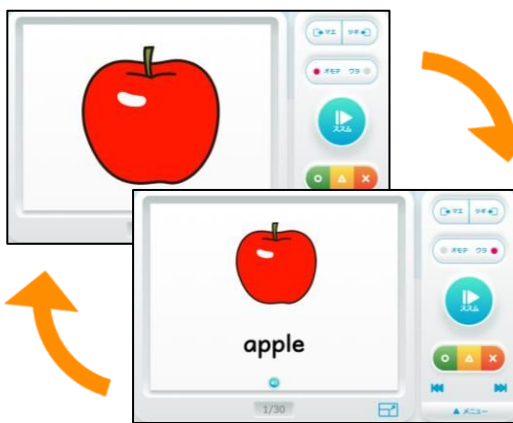 マエ ツギ
オモテ ウラ
ススム
マエ ツギ
オモテ ウラ
ススム
apple
1/30
▲ メニュー